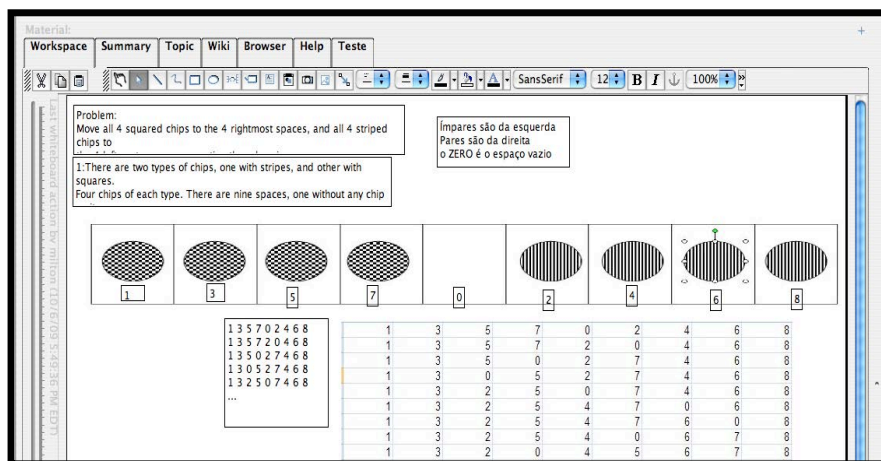 Material:
Workspace Summary Topic Wiki Browser Help Teste
SansSerif 12 B I 100%
Last whiteboard action by milton (10/6/09 5:49:36 PM EDT)
Problem:
Move all 4 squared chips to the 4 rightmost spaces, and all 4 striped
chips to
1:There are two types of chips, one with stripes, and other with
squares.
Four chips of each type. There are nine spaces, one without any chip
Ímpares são da esquerda
Pares são da direita
o ZERO é o espaço vazio
1 3 5 7 0 2 4 6 8
1 3 5 7 0 2 4 6 8
1 3 5 7 2 0 4 6 8
1 3 5 0 2 7 4 6 8
1 3 0 5 2 7 4 6 8
1 3 2 5 0 7 4 6 8
...
1 3 5 7 0 2 4 6 8
1 3 5 7 2 0 4 6 8
1 3 5 0 2 7 4 6 8
1 3 0 5 2 7 4 6 8
1 3 2 5 0 7 4 6 8
1 3 2 5 4 7 0 6 8
1 3 2 5 4 7 6 0 8
1 3 2 5 4 0 6 7 8
1 3 2 0 4 5 6 7 8